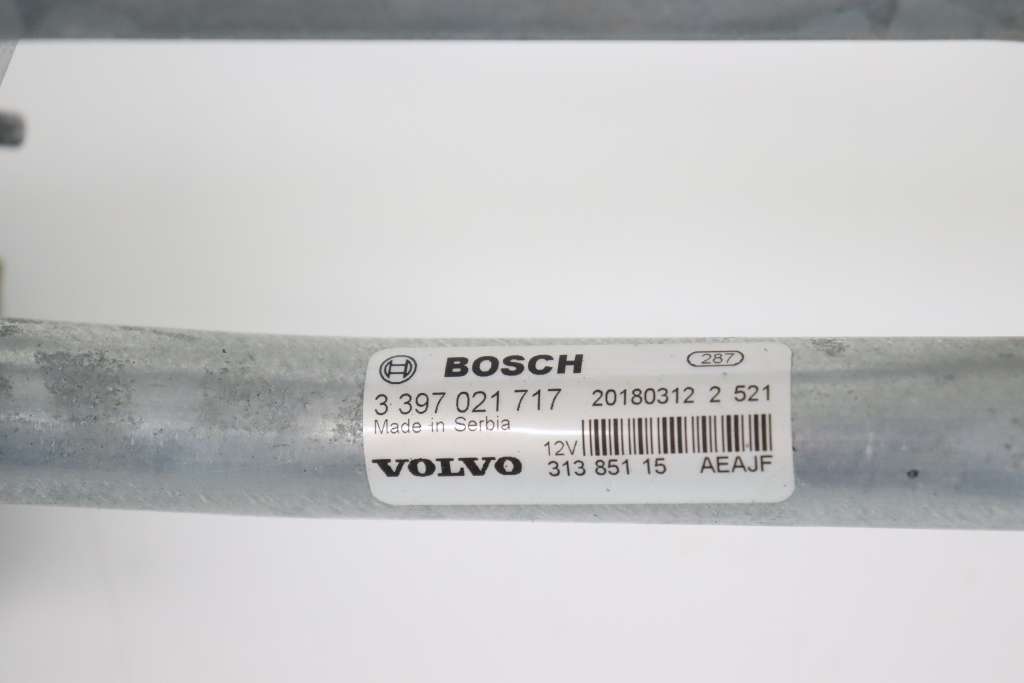 BOSCH 287
3 397 021 717 20180312 2 521
Made in Serbia
12V
VOLVO 313 851 15 AEAJF